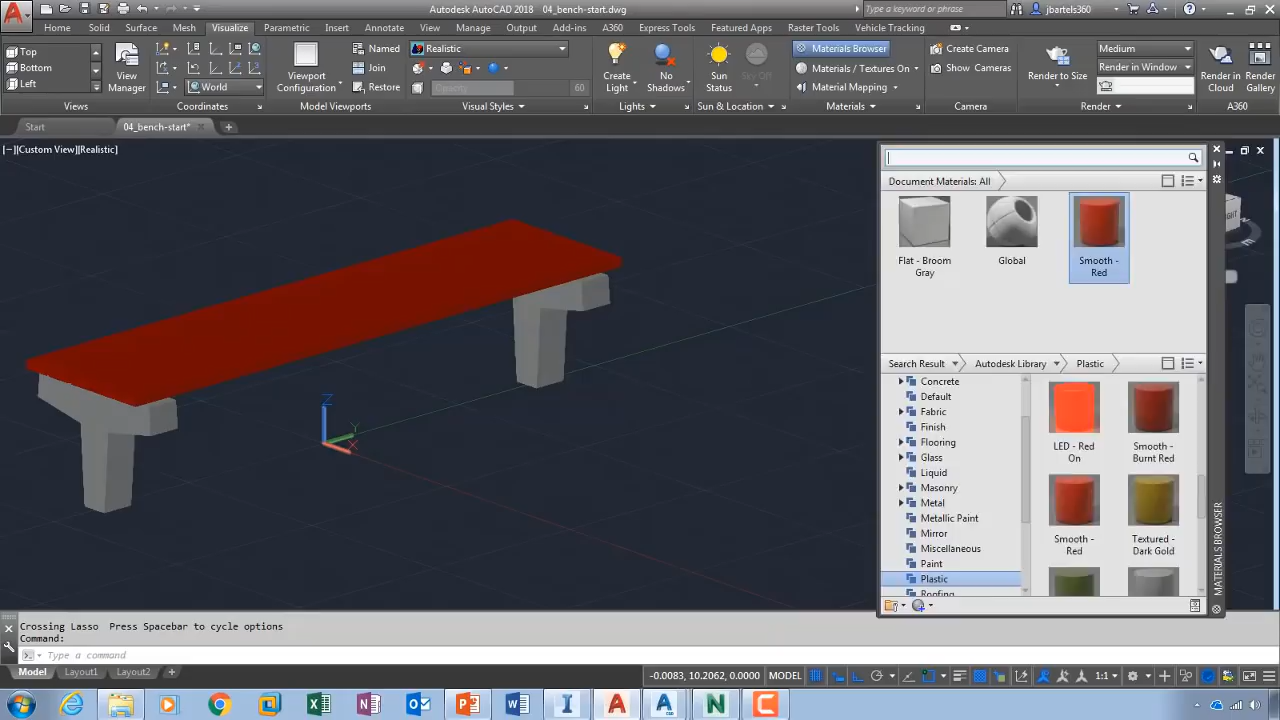 Autodesk AutoCAD 2018 04_bench-start.dwg
Type a keyword or phrase
jbartels360
Home Solid Surface Mesh Visualize Parametric Insert Annotate View Manage Output Add-ins A360 Express Tools Featured Apps Raster Tools Vehicle Tracking
Top
Bottom
Left
View Manager
World
Viewport Configuration
Named
Join
Restore
Realistic
Opacity 60
Create Light
No Shadows
Sun Status
Sky Off
Materials Browser
Materials / Textures On
Material Mapping
Create Camera
Show Cameras
Render to Size
Medium
Render in Window
Render in Cloud
Render Gallery
Views Coordinates Model Viewports Visual Styles Lights Sun & Location Materials Camera Render A360
Start 04_bench-start*
[−][Custom View][Realistic]
Z
Y
X
Document Materials: All
Flat - Broom Gray
Global
Smooth - Red
Search Result Autodesk Library Plastic
Concrete
Default
Fabric
Finish
Flooring
Glass
Liquid
Masonry
Metal
Metallic Paint
Mirror
Miscellaneous
Paint
Plastic
Roofing
LED - Red On
Smooth - Burnt Red
Smooth - Red
Textured - Dark Gold
MATERIALS BROWSER
Crossing Lasso Press Spacebar to cycle options
Command:
Type a command
Model Layout1 Layout2
-0.0083, 10.2062, 0.0000 MODEL 1:1